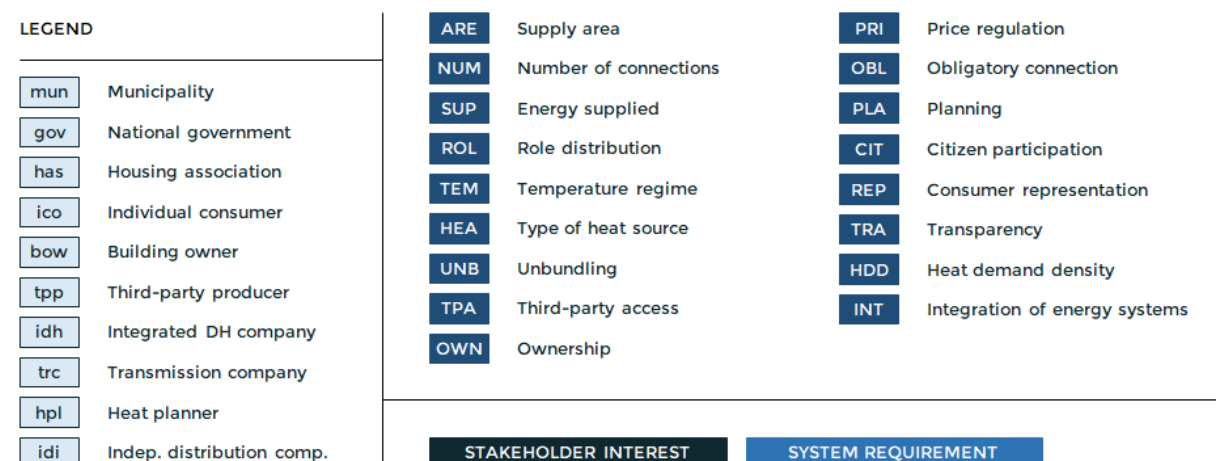 LEGEND
mun Municipality
gov National government
has Housing association
ico Individual consumer
bow Building owner
tpp Third-party producer
idh Integrated DH company
trc Transmission company
hpl Heat planner
idi Indep. distribution comp.
ARE Supply area
NUM Number of connections
SUP Energy supplied
ROL Role distribution
TEM Temperature regime
HEA Type of heat source
UNB Unbundling
TPA Third-party access
OWN Ownership
PRI Price regulation
OBL Obligatory connection
PLA Planning
CIT Citizen participation
REP Consumer representation
TRA Transparency
HDD Heat demand density
INT Integration of energy systems
STAKEHOLDER INTEREST
SYSTEM REQUIREMENT